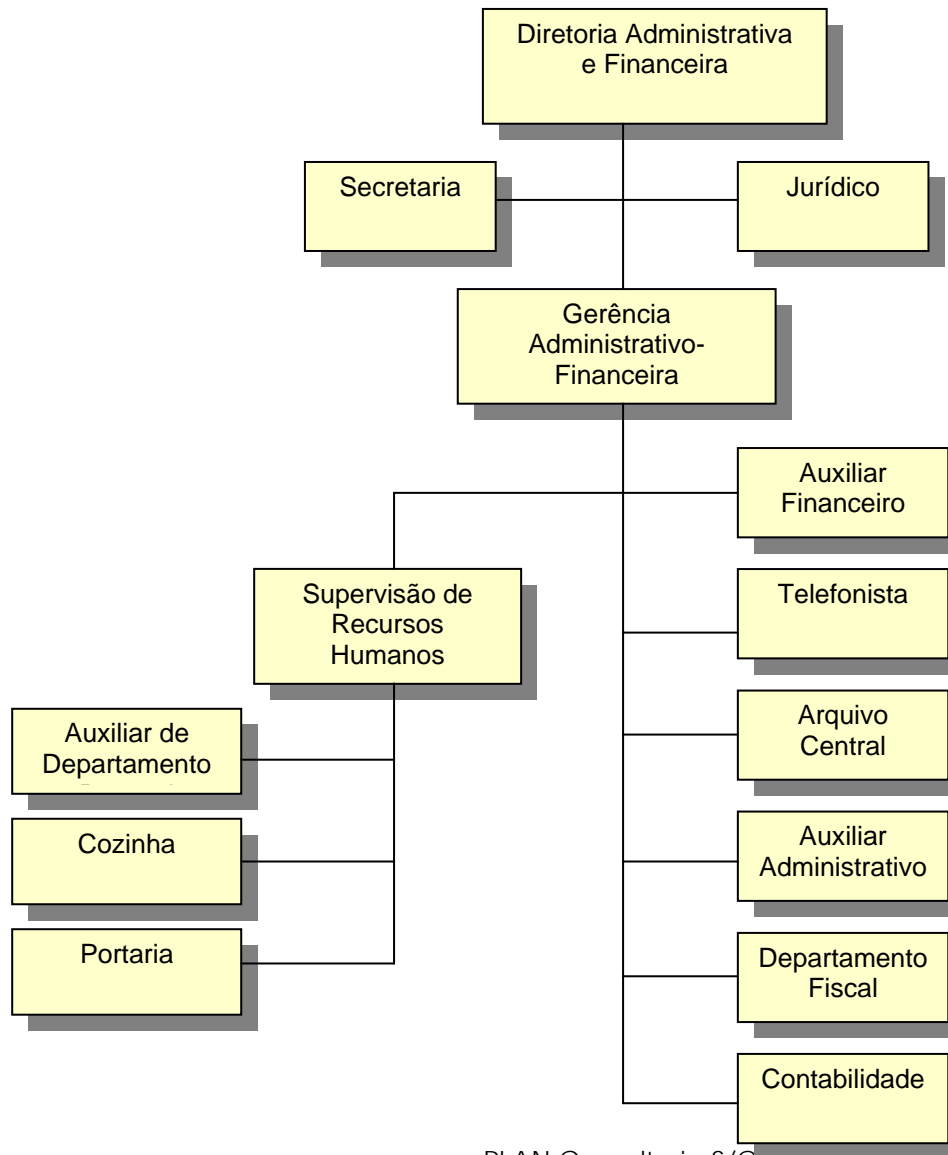 Diretoria Administrativa
e Financeira
Secretaria
Jurídico
Gerência
Administrativo-
Financeira
Auxiliar
Financeiro
Supervisão de
Recursos
Humanos
Telefonista
Auxiliar de
Departamento
Arquivo
Central
Cozinha
Auxiliar
Administrativo
Portaria
Departamento
Fiscal
Contabilidade